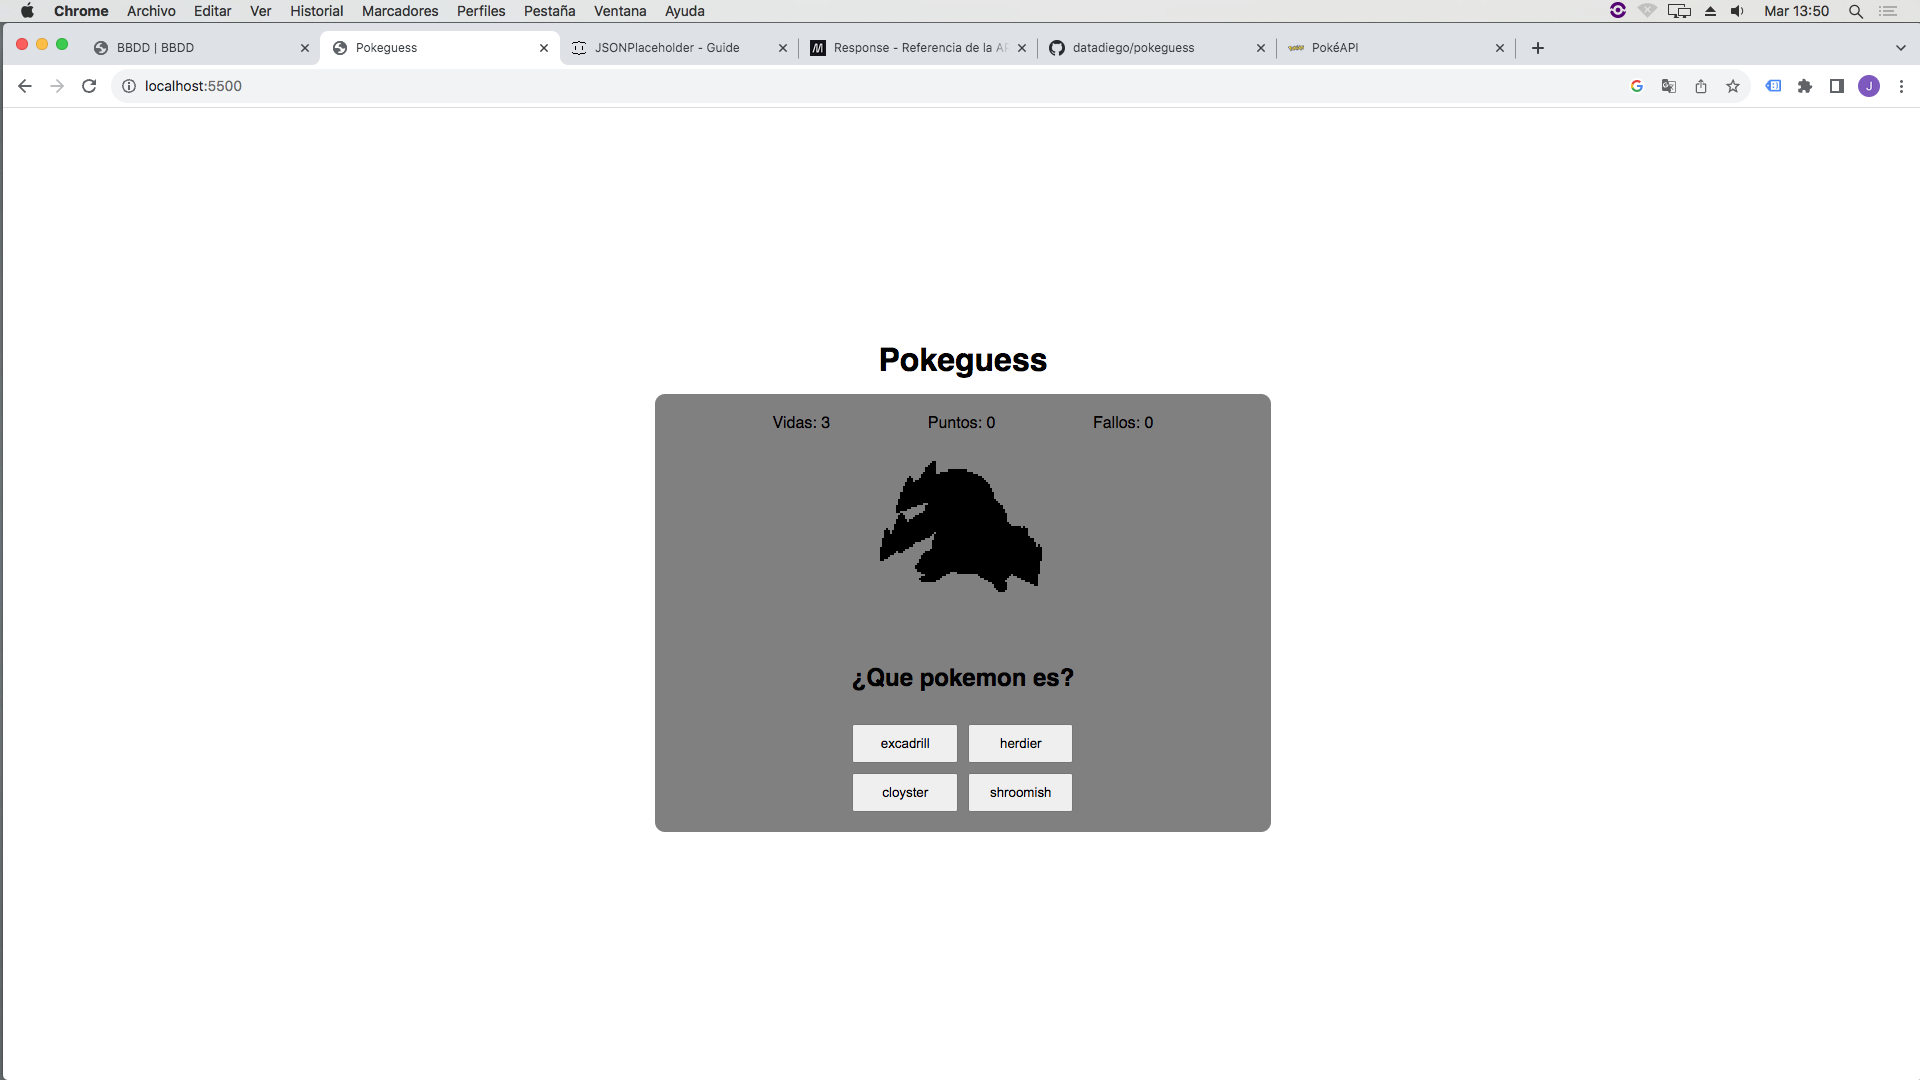 Chrome Archivo Editar Ver Historial Marcadores Perfiles Pestaña Ventana Ayuda Mar 13:50
BBDD | BBDD Pokeguess JSONPlaceholder - Guide Response - Referencia de la AP datadiego/pokeguess PokéAPI
localhost:5500 J
Pokeguess
Vidas: 3 Puntos: 0 Fallos: 0
¿Que pokemon es?
excadrill herdier
cloyster shroomish